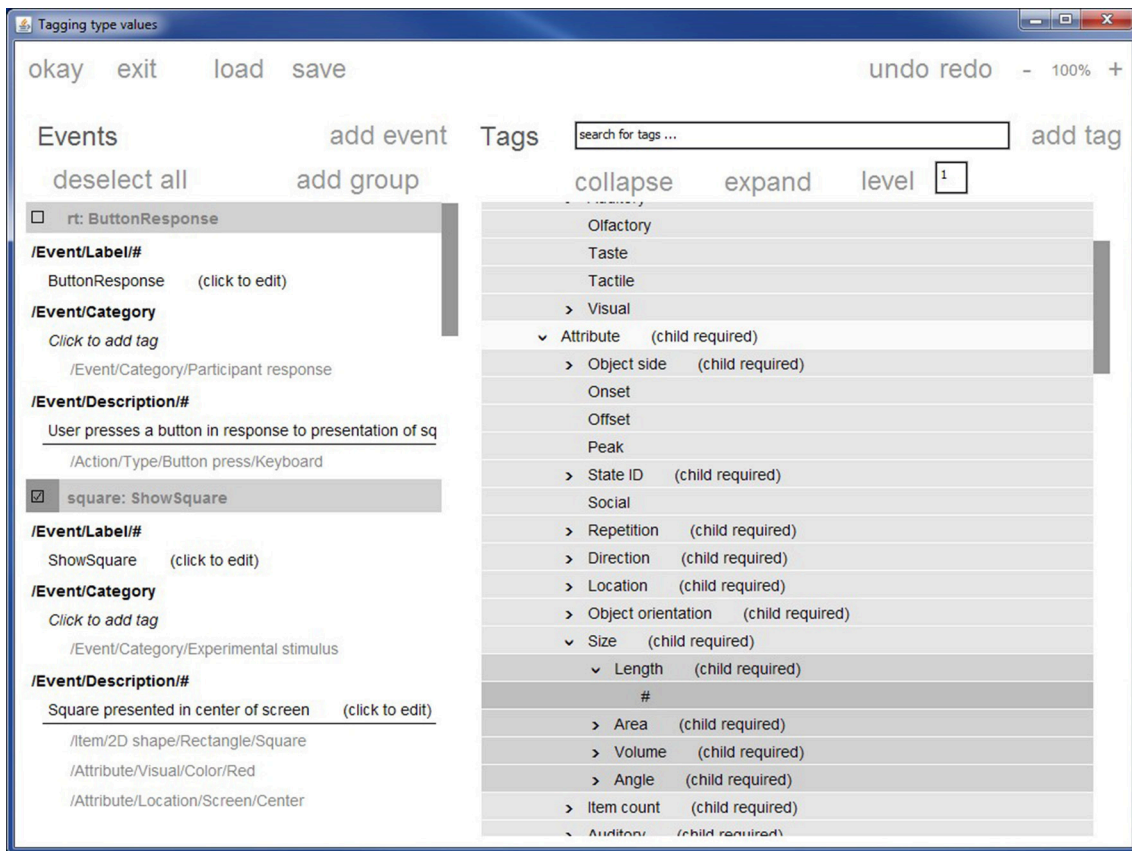 Tagging type values
okay exit load save undo redo - 100% +
Events add event
deselect all add group
rt: ButtonResponse
/Event/Label/#
ButtonResponse (click to edit)
/Event/Category
Click to add tag
/Event/Category/Participant response
/Event/Description/#
User presses a button in response to presentation of sq
/Action/Type/Button press/Keyboard
square: ShowSquare
/Event/Label/#
ShowSquare (click to edit)
/Event/Category
Click to add tag
/Event/Category/Experimental stimulus
/Event/Description/#
Square presented in center of screen (click to edit)
/Item/2D shape/Rectangle/Square
/Attribute/Visual/Color/Red
/Attribute/Location/Screen/Center
Tags search for tags ... add tag
collapse expand level 1
Auditory
Olfactory
Taste
Tactile
> Visual
Attribute (child required)
> Object side (child required)
Onset
Offset
Peak
> State ID (child required)
Social
> Repetition (child required)
> Direction (child required)
> Location (child required)
> Object orientation (child required)
Size (child required)
Length (child required)
#
> Area (child required)
> Volume (child required)
> Angle (child required)
> Item count (child required)
> Auditory (child required)